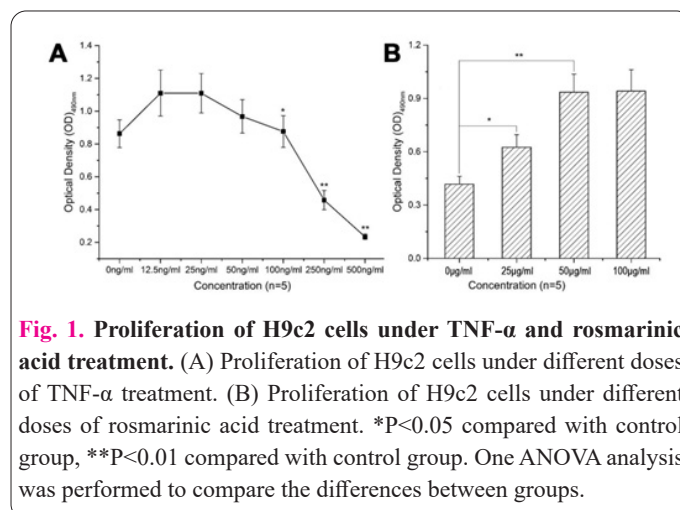 A
B
1.4
1.2
1.0
0.8
0.6
0.4
0.2
Optical Density (OD)490nm
*
**
**
0ng/ml 12.5ng/ml 25ng/ml 50ng/ml 100ng/ml 250ng/ml 500ng/ml
Concentration (n=5)
1.2
0.9
0.6
0.3
0.0
Optical Density (OD)490nm
**
*
0μg/ml 25μg/ml 50μg/ml 100μg/ml
Concentration (n=5)
Fig. 1. Proliferation of H9c2 cells under TNF-α and rosmarinic
acid treatment. (A) Proliferation of H9c2 cells under different doses
of TNF-α treatment. (B) Proliferation of H9c2 cells under different
doses of rosmarinic acid treatment. *P<0.05 compared with control
group, **P<0.01 compared with control group. One ANOVA analysis
was performed to compare the differences between groups.